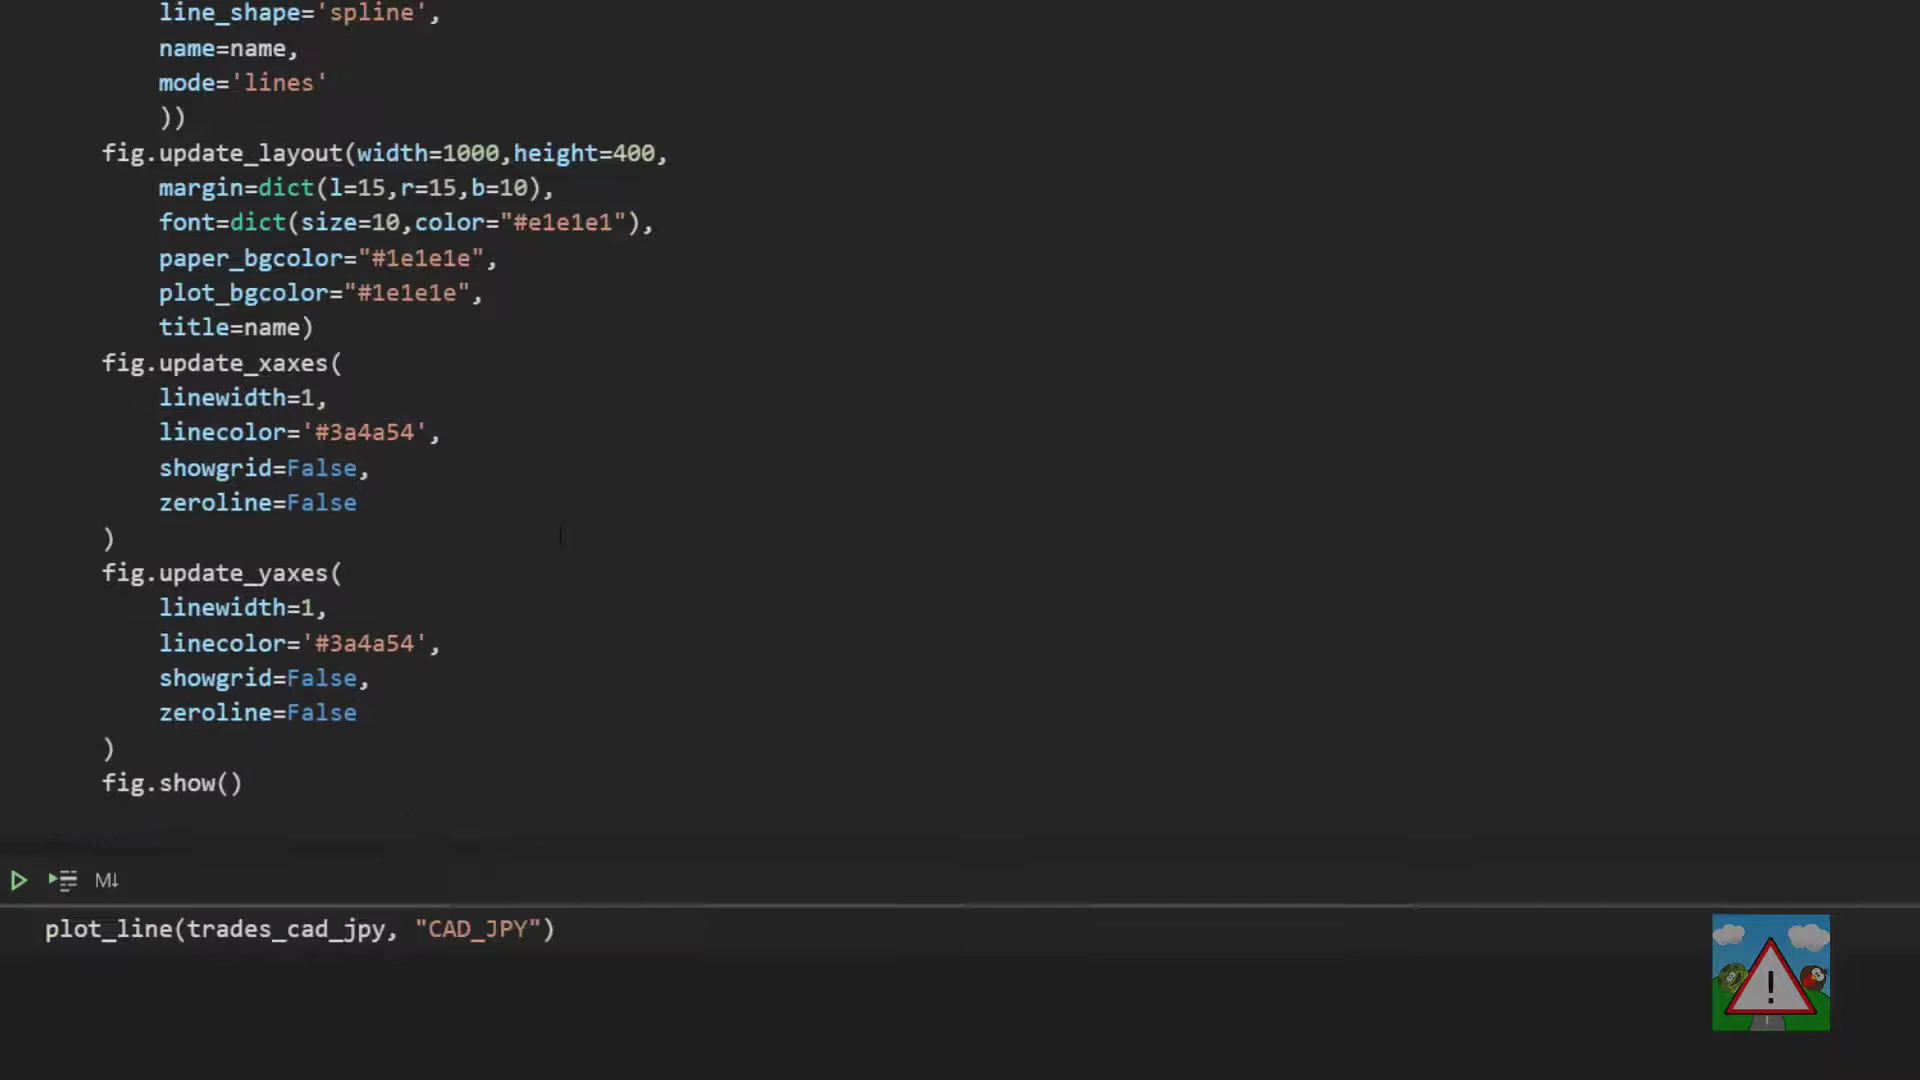 line_shape='spline',
name=name,
mode='lines'
))
fig.update_layout(width=1000,height=400,
margin=dict(l=15,r=15,b=10),
font=dict(size=10,color="#e1e1e1"),
paper_bgcolor="#1e1e1e",
plot_bgcolor="#1e1e1e",
title=name)
fig.update_xaxes(
linewidth=1,
linecolor='#3a4a54',
showgrid=False,
zeroline=False
)
fig.update_yaxes(
linewidth=1,
linecolor='#3a4a54',
showgrid=False,
zeroline=False
)
fig.show()
M↓
plot_line(trades_cad_jpy, "CAD_JPY")
!